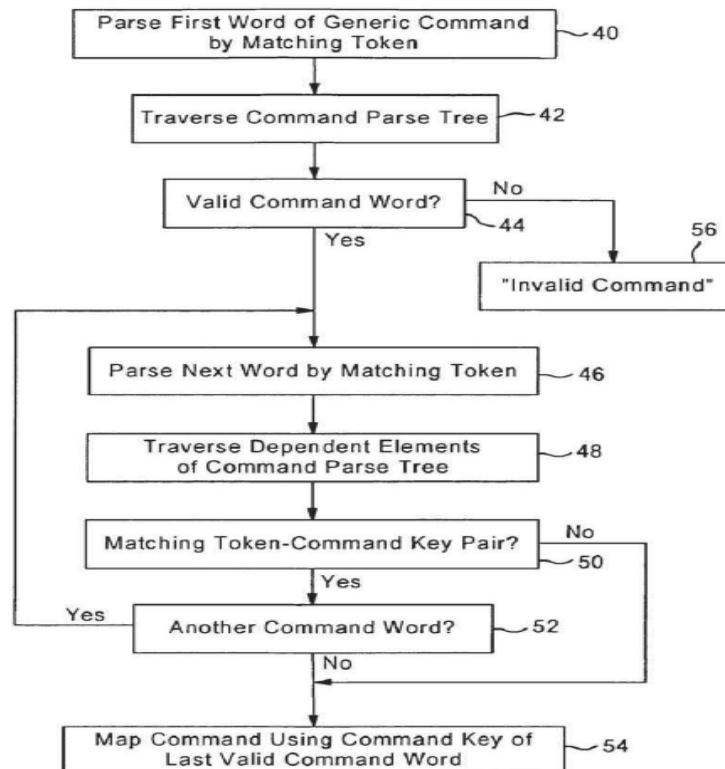 Parse First Word of Generic Command
by Matching Token
40
Traverse Command Parse Tree
42
Valid Command Word?
No
44
Yes
56
"Invalid Command"
Parse Next Word by Matching Token
46
Traverse Dependent Elements
of Command Parse Tree
48
Matching Token-Command Key Pair?
No
50
Yes
Yes
Another Command Word?
52
No
Map Command Using Command Key of
Last Valid Command Word
54